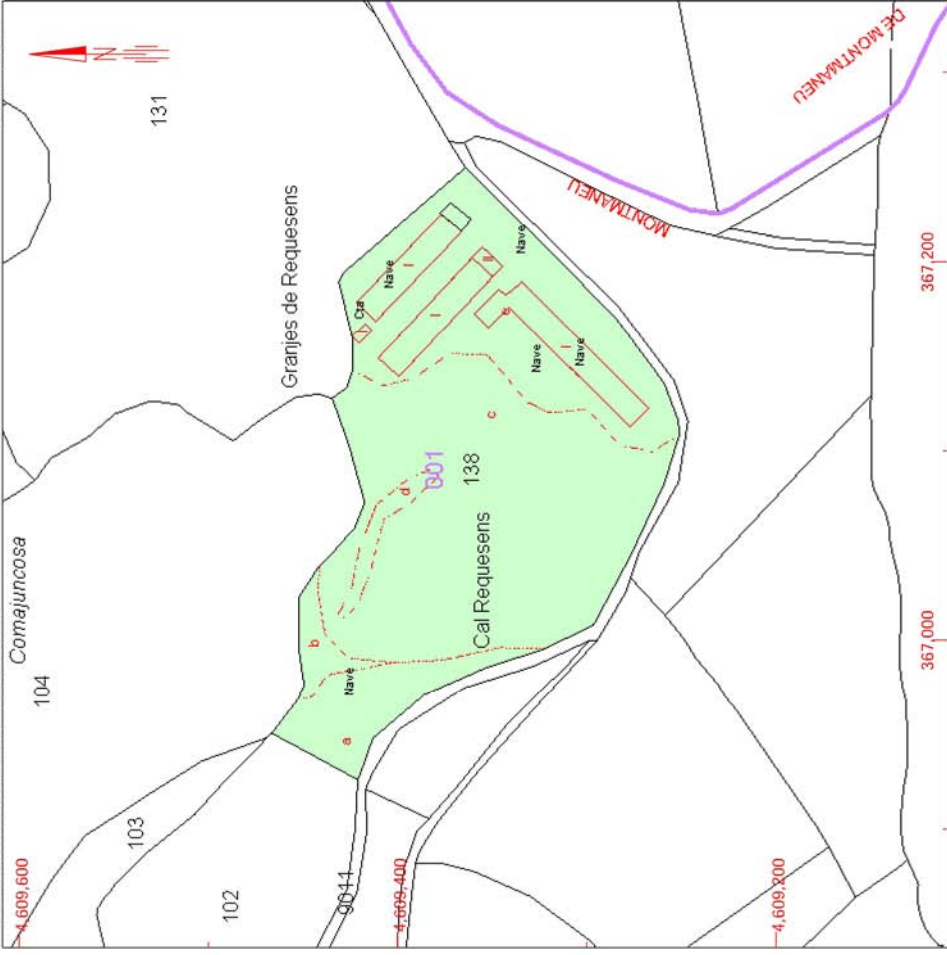 Comajuncosa
104
131
Granjes de Requesens
N
103
102
9011
4,609,600
4,609,400
4,609,200
367,000
367,200
001
138
Cal Requesens
a
b
c
d
e
Nave
Nave
Nave
Nave
Nave
Cta
I
I
I
I
II
MONTMANEU
DE MONTMANEU